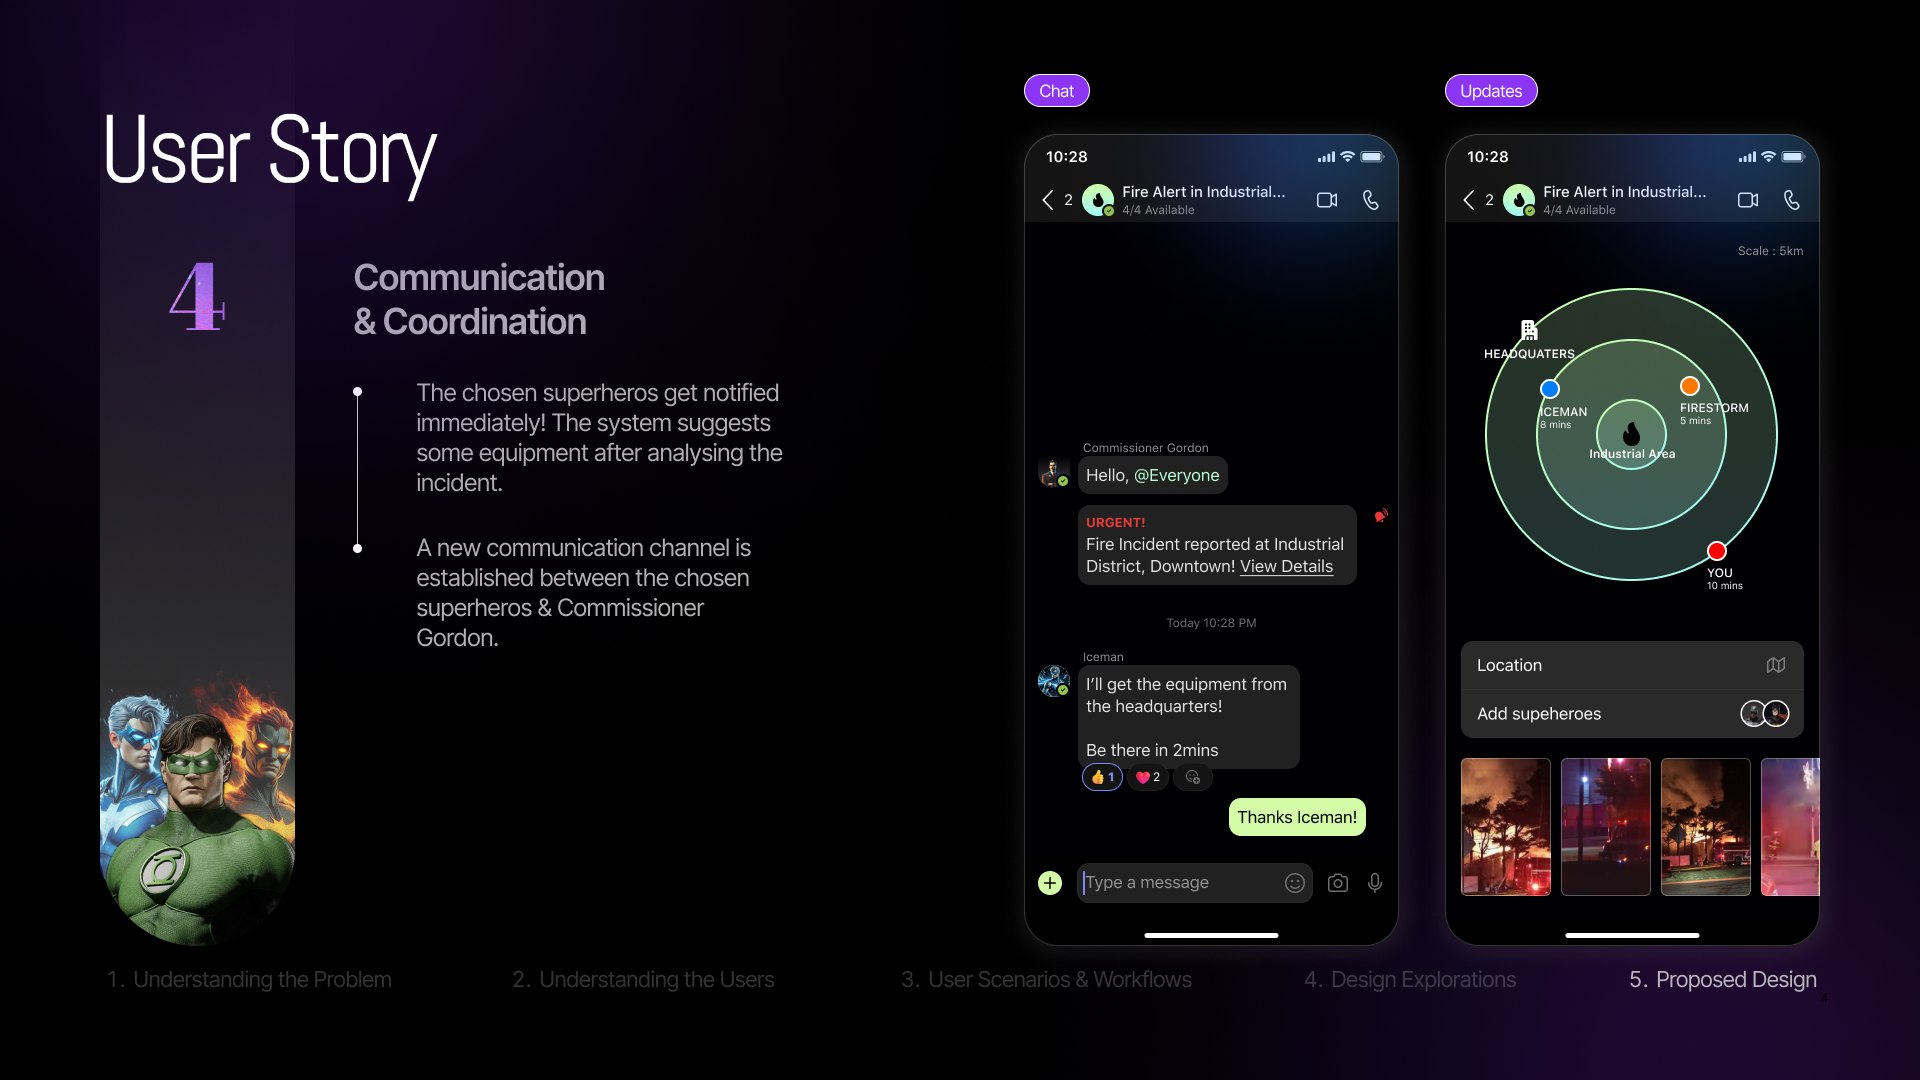 User Story
4
Communication
& Coordination
The chosen superheros get notified
immediately! The system suggests
some equipment after analysing the
incident.
A new communication channel is
established between the chosen
superheros & Commissioner
Gordon.
Chat
10:28
2
Fire Alert in Industrial...
4/4 Available
Commissioner Gordon
Hello, @Everyone
URGENT!
Fire Incident reported at Industrial
District, Downtown! View Details
Today 10:28 PM
Iceman
I'll get the equipment from
the headquarters!
Be there in 2mins
👍 1 ❤️ 2
Thanks Iceman!
Type a message
Updates
10:28
2
Fire Alert in Industrial...
4/4 Available
Scale : 5km
HEADQUATERS
ICEMAN
8 mins
FIRESTORM
5 mins
Industrial Area
YOU
10 mins
Location
Add supeheroes
1. Understanding the Problem
2. Understanding the Users
3. User Scenarios & Workflows
4. Design Explorations
5. Proposed Design
4